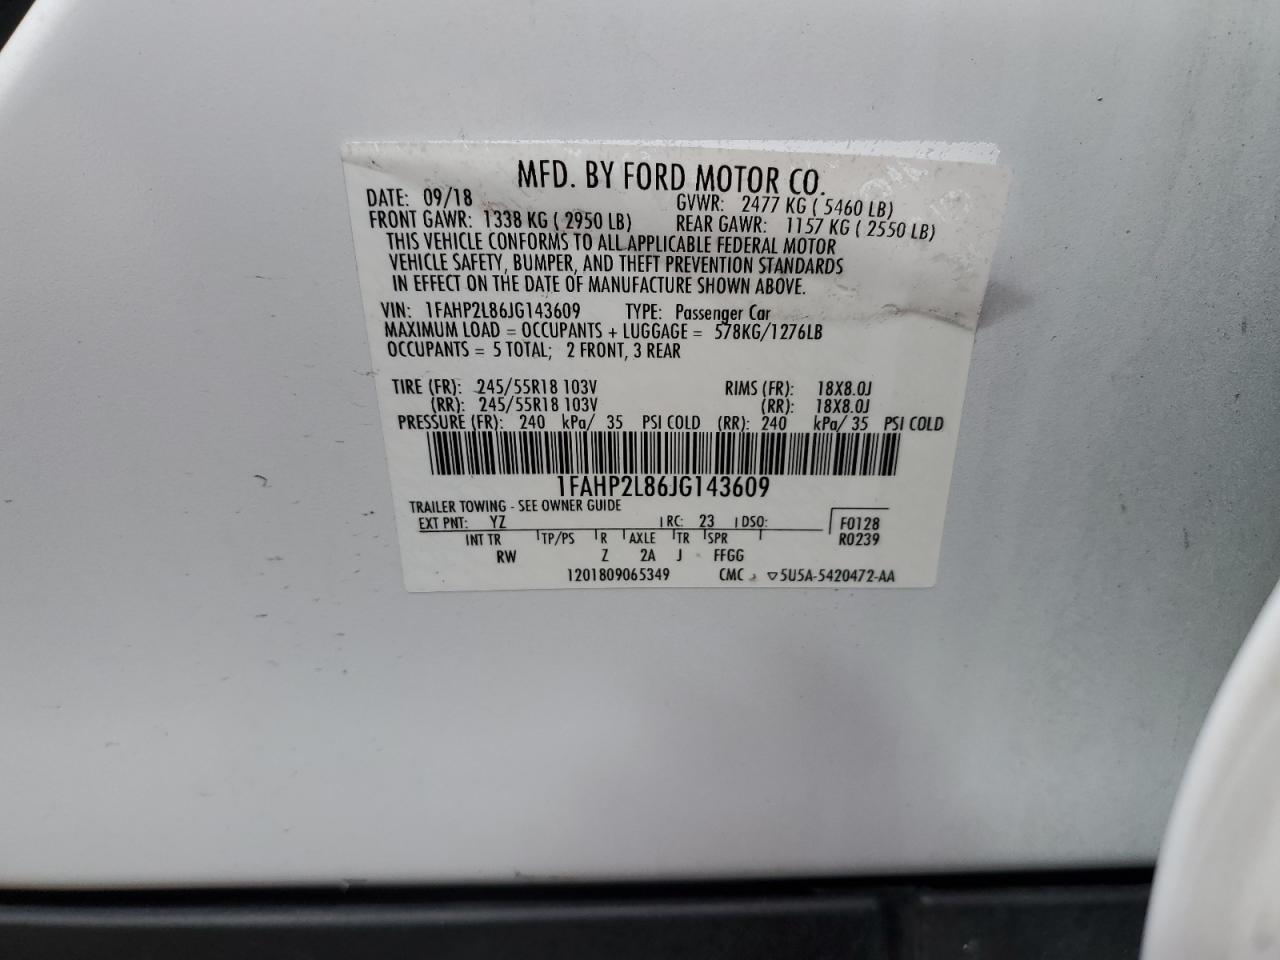 MFD. BY FORD MOTOR CO.
DATE: 09/18 GVWR: 2477 KG ( 5460 LB)
FRONT GAWR: 1338 KG ( 2950 LB) REAR GAWR: 1157 KG ( 2550 LB)
THIS VEHICLE CONFORMS TO ALL APPLICABLE FEDERAL MOTOR
VEHICLE SAFETY, BUMPER, AND THEFT PREVENTION STANDARDS
IN EFFECT ON THE DATE OF MANUFACTURE SHOWN ABOVE.
VIN: 1FAHP2L86JG143609 TYPE: Passenger Car
MAXIMUM LOAD = OCCUPANTS + LUGGAGE = 578KG/1276LB
OCCUPANTS = 5 TOTAL; 2 FRONT, 3 REAR
TIRE (FR): 245/55R18 103V RIMS (FR): 18X8.0J
(RR): 245/55R18 103V (RR): 18X8.0J
PRESSURE (FR): 240 kPa/ 35 PSI COLD (RR): 240 kPa/ 35 PSI COLD
1FAHP2L86JG143609
TRAILER TOWING - SEE OWNER GUIDE
EXT PNT: YZ RC: 23 DSO: F0128
INT TR TP/PS R AXLE TR SPR R0239
RW Z 2A J FFGG
1201809065349 CMC ▽5U5A-5420472-AA